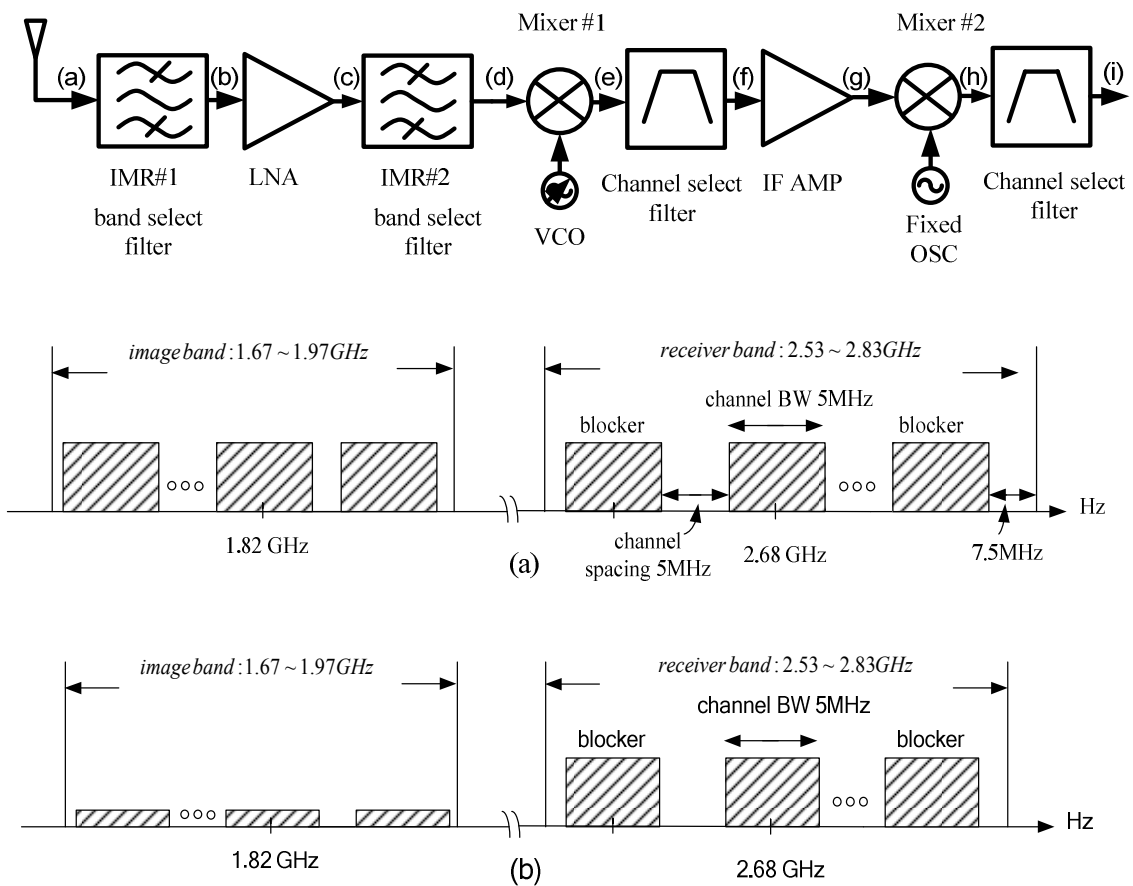 Mixer #1
Mixer #2
(a)
(b)
(c)
(d)
(e)
(f)
(g)
(h)
(i)
IMR#1
band select
filter
LNA
IMR#2
band select
filter
VCO
Channel select
filter
IF AMP
Fixed
OSC
Channel select
filter
image band : 1.67 ~ 1.97GHz
receiver band : 2.53 ~ 2.83GHz
channel BW 5MHz
blocker
blocker
Hz
1.82 GHz
channel
spacing 5MHz
2.68 GHz
7.5MHz
(a)
image band : 1.67 ~ 1.97GHz
receiver band : 2.53 ~ 2.83GHz
channel BW 5MHz
blocker
blocker
Hz
1.82 GHz
2.68 GHz
(b)